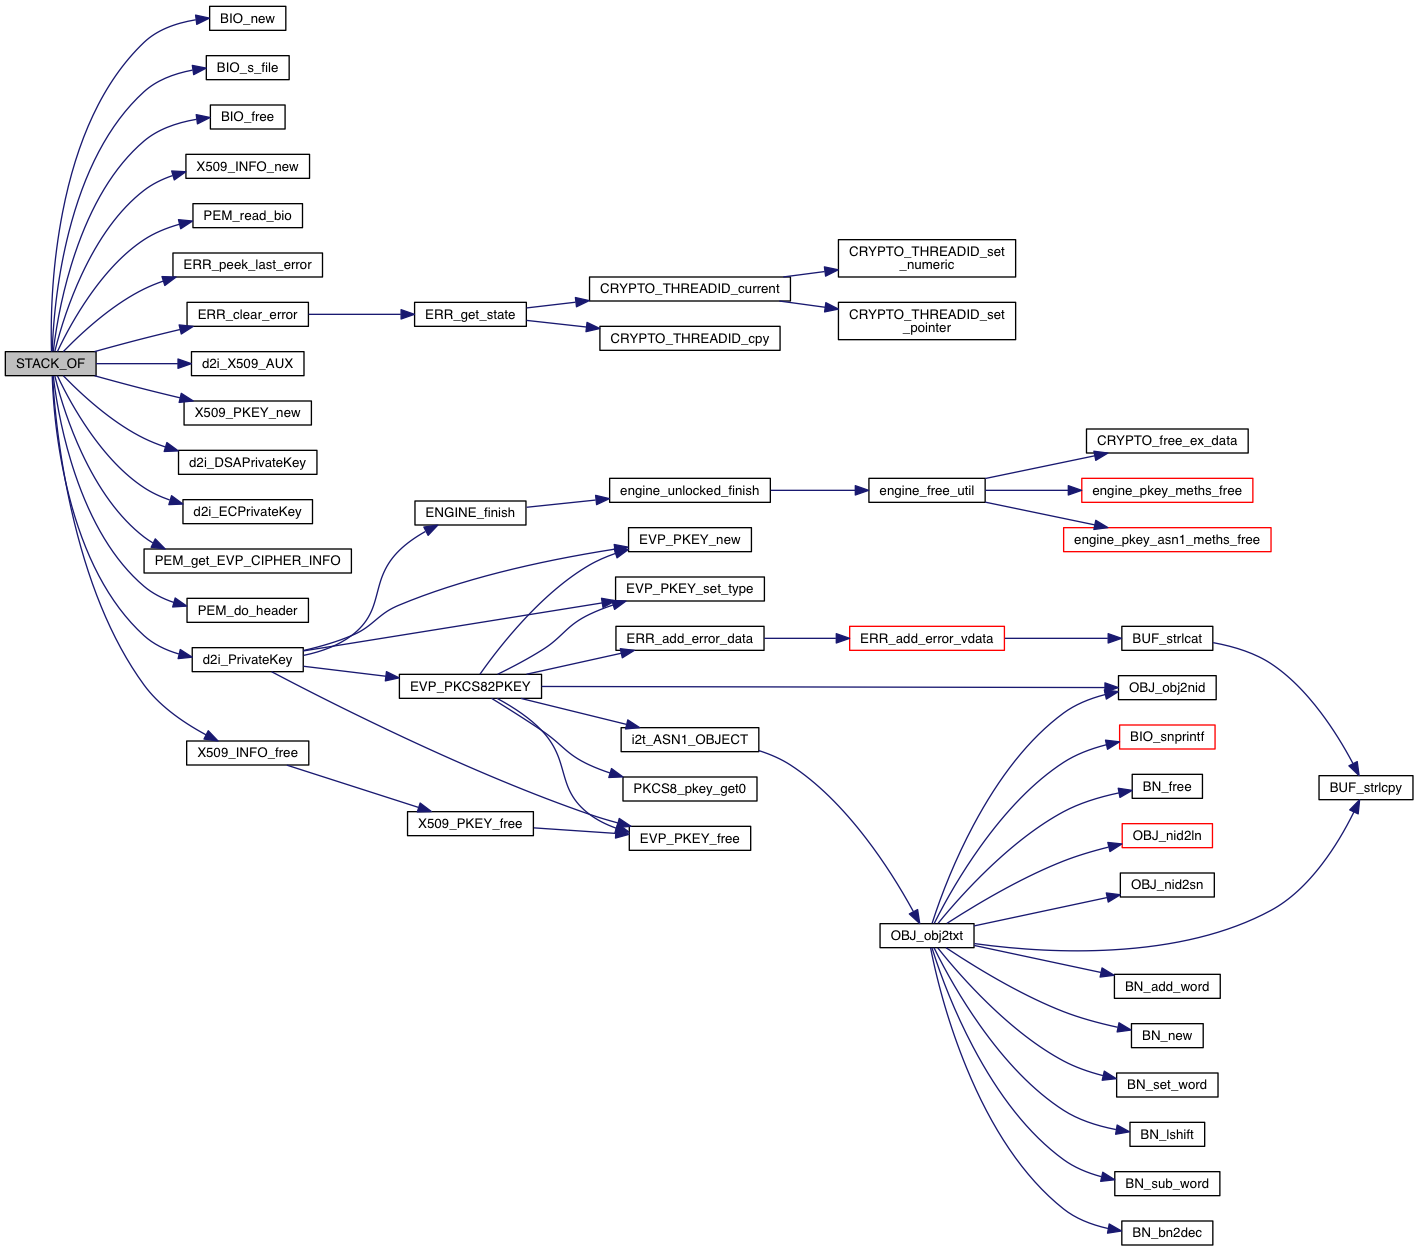 STACK_OF
BIO_new
BIO_s_file
BIO_free
X509_INFO_new
PEM_read_bio
ERR_peek_last_error
ERR_clear_error
d2i_X509_AUX
X509_PKEY_new
d2i_DSAPrivateKey
d2i_ECPrivateKey
PEM_get_EVP_CIPHER_INFO
PEM_do_header
d2i_PrivateKey
X509_INFO_free
ERR_get_state
ENGINE_finish
EVP_PKCS82PKEY
X509_PKEY_free
CRYPTO_THREADID_current
CRYPTO_THREADID_cpy
engine_unlocked_finish
EVP_PKEY_new
EVP_PKEY_set_type
ERR_add_error_data
i2t_ASN1_OBJECT
PKCS8_pkey_get0
EVP_PKEY_free
CRYPTO_THREADID_set
_numeric
CRYPTO_THREADID_set
_pointer
engine_free_util
ERR_add_error_vdata
OBJ_obj2txt
CRYPTO_free_ex_data
engine_pkey_meths_free
engine_pkey_asn1_meths_free
BUF_strlcat
OBJ_obj2nid
BIO_snprintf
BN_free
OBJ_nid2ln
OBJ_nid2sn
BN_add_word
BN_new
BN_set_word
BN_lshift
BN_sub_word
BN_bn2dec
BUF_strlcpy